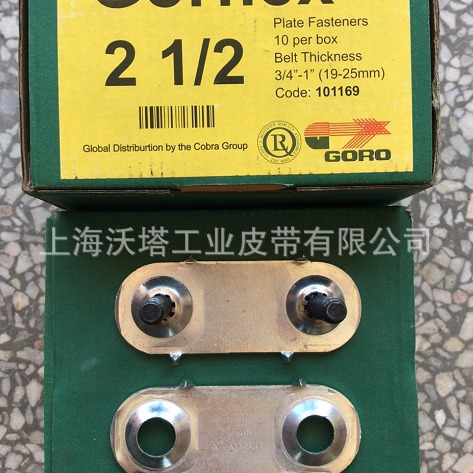 Plate Fasteners
10 per box
Belt Thickness
3/4"-1" (19-25mm)
Code: 101169
2 1/2
Global Distriburtion by the Cobra Group
GORO
上海沃塔工业皮带有限公司